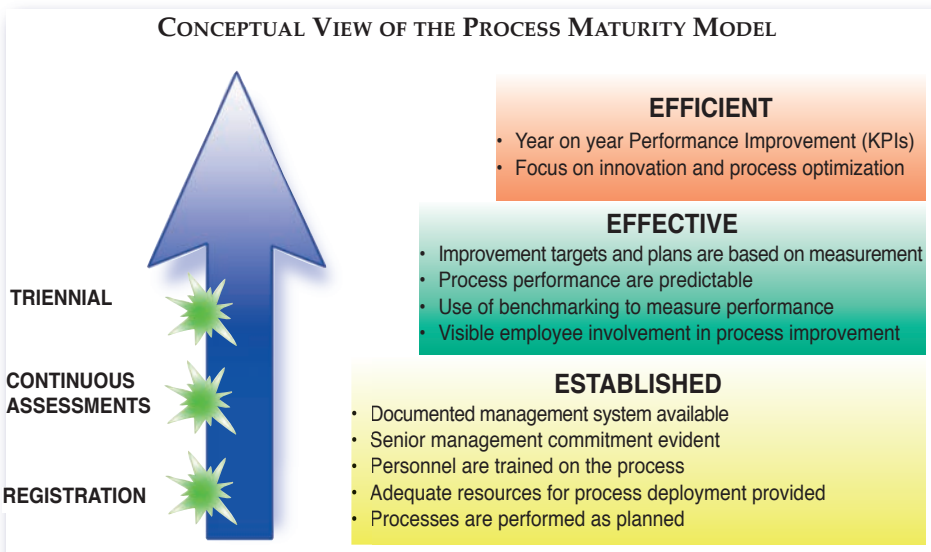 CONCEPTUAL VIEW OF THE PROCESS MATURITY MODEL
EFFICIENT
• Year on year Performance Improvement (KPIs)
• Focus on innovation and process optimization
EFFECTIVE
• Improvement targets and plans are based on measurement
• Process performance are predictable
• Use of benchmarking to measure performance
• Visible employee involvement in process improvement
ESTABLISHED
• Documented management system available
• Senior management commitment evident
• Personnel are trained on the process
• Adequate resources for process deployment provided
• Processes are performed as planned
TRIENNIAL
CONTINUOUS
ASSESSMENTS
REGISTRATION